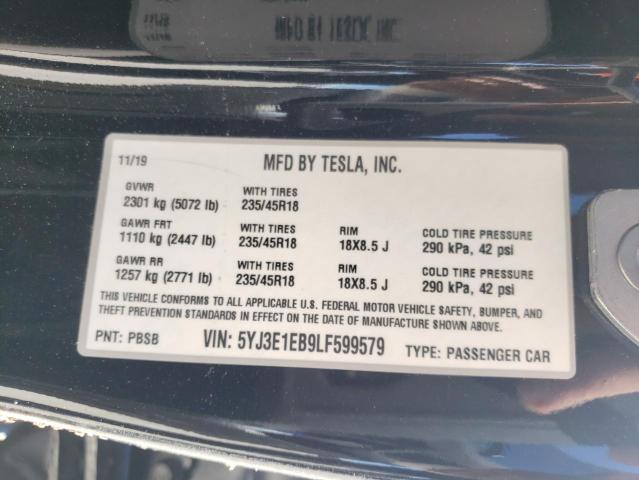 11/19 MFD BY TESLA, INC.
GVWR WITH TIRES
2301 kg (5072 lb) 235/45R18
GAWR FRT WITH TIRES RIM COLD TIRE PRESSURE
1110 kg (2447 lb) 235/45R18 18X8.5 J 290 kPa, 42 psi
GAWR RR WITH TIRES RIM COLD TIRE PRESSURE
1257 kg (2771 lb) 235/45R18 18X8.5 J 290 kPa, 42 psi
THIS VEHICLE CONFORMS TO ALL APPLICABLE U.S. FEDERAL MOTOR VEHICLE SAFETY, BUMPER, AND
THEFT PREVENTION STANDARDS IN EFFECT ON THE DATE OF MANUFACTURE SHOWN ABOVE.
PNT: PBSB VIN: 5YJ3E1EB9LF599579 TYPE: PASSENGER CAR